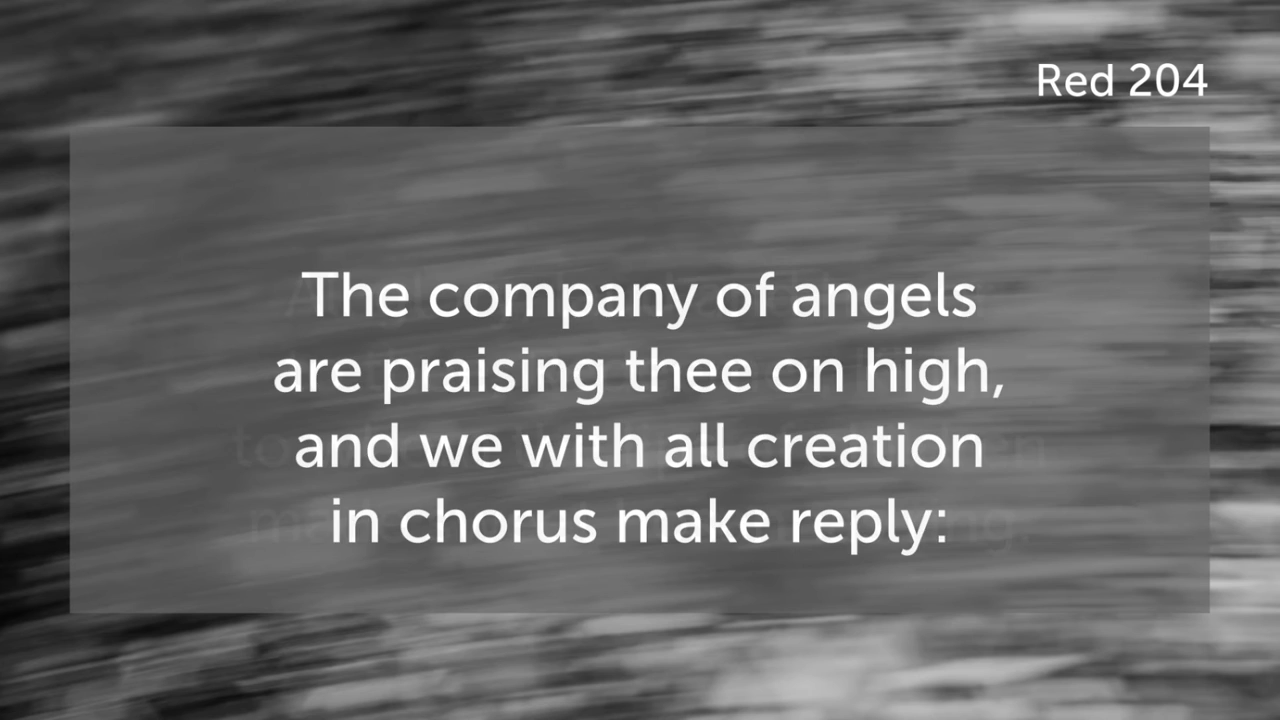 Red 204
The company of angels
are praising thee on high,
and we with all creation
in chorus make reply: